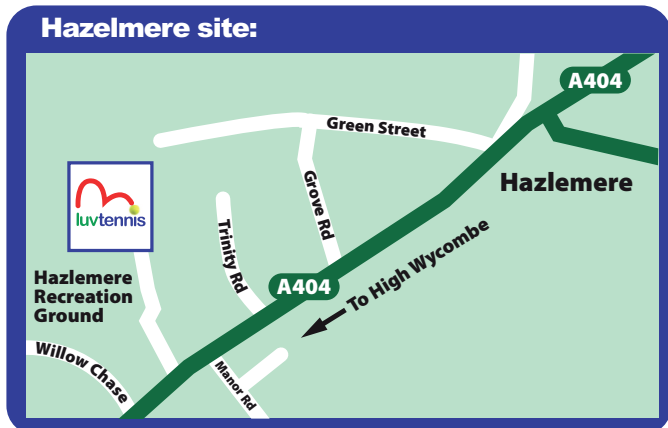 Hazelmere site:
A404
Green Street
Hazlemere
Grove Rd
luvtennis
Trinity Rd
To High Wycombe
Hazlemere
Recreation
Ground
A404
Willow Chase
Manor Rd